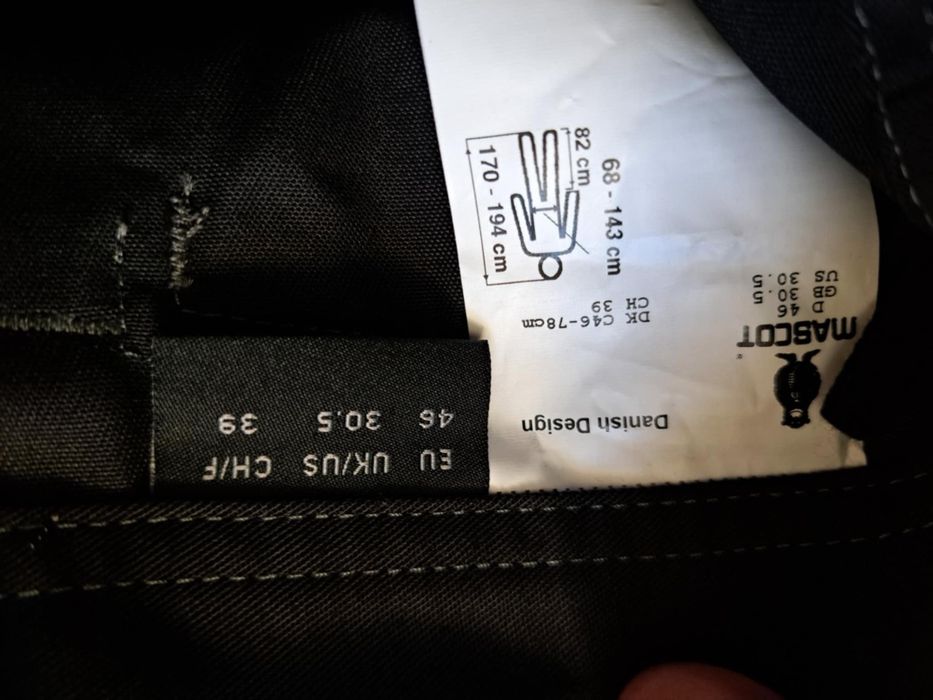 MASCOT
D 46
GB 30.5
US 30.5
Danish Design
DK C46-78cm
CH 39
68 - 143 cm
82 cm
170 - 194 cm
EU UK/US CH/F
46 30.5 39